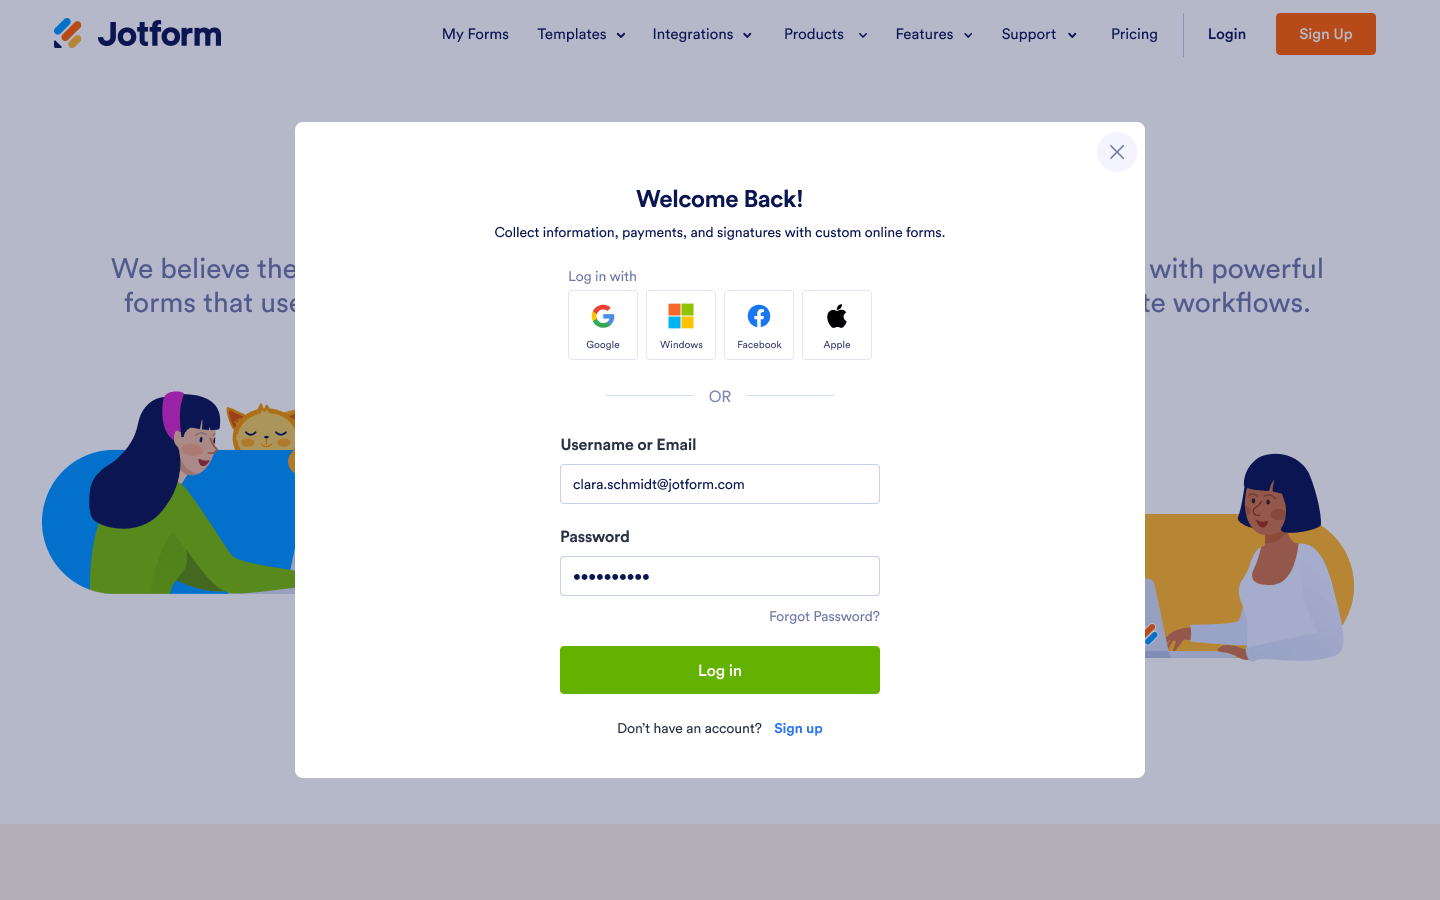 Jotform
My Forms Templates Integrations Products Features Support Pricing Login Sign Up
Welcome Back!
Collect information, payments, and signatures with custom online forms.
We believe the
forms that use
with powerful
te workflows.
Log in with
Google Windows Facebook Apple
OR
Username or Email
clara.schmidt@jotform.com
Password
••••••••••
Forgot Password?
Log in
Don't have an account? Sign up